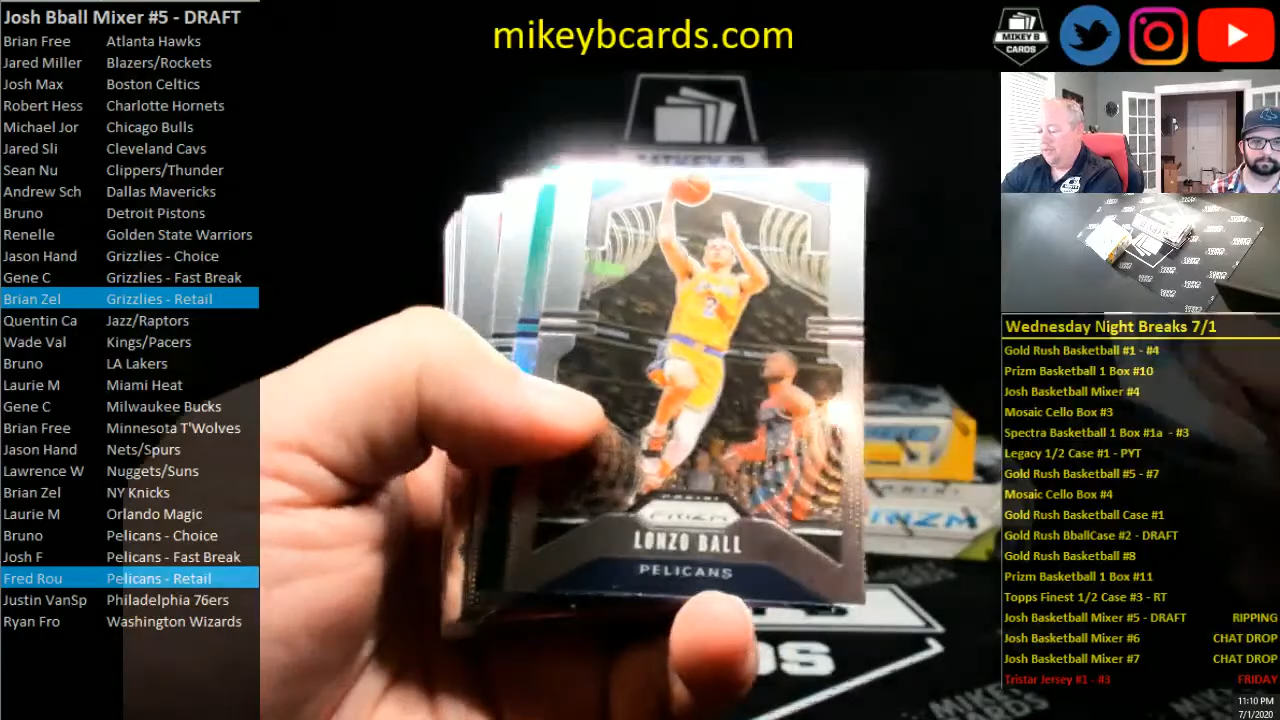 Josh Bball Mixer #5 - DRAFT
Brian Free Atlanta Hawks
Jared Miller Blazers/Rockets
Josh Max Boston Celtics
Robert Hess Charlotte Hornets
Michael Jor Chicago Bulls
Jared Sli Cleveland Cavs
Sean Nu Clippers/Thunder
Andrew Sch Dallas Mavericks
Bruno Detroit Pistons
Renelle Golden State Warriors
Jason Hand Grizzlies - Choice
Gene C Grizzlies - Fast Break
Brian Zel Grizzlies - Retail
Quentin Ca Jazz/Raptors
Wade Val Kings/Pacers
Bruno LA Lakers
Laurie M Miami Heat
Gene C Milwaukee Bucks
Brian Free Minnesota T'Wolves
Jason Hand Nets/Spurs
Lawrence W Nuggets/Suns
Brian Zel NY Knicks
Laurie M Orlando Magic
Bruno Pelicans - Choice
Josh F Pelicans - Fast Break
Fred Rou Pelicans - Retail
Justin VanSp Philadelphia 76ers
Ryan Fro Washington Wizards
mikeybcards.com
MIKEY B
CARDS
MIKEY B
2
PANINI
PRIZM
LONZO BALL
PELICANS
PRIZM
Wednesday Night Breaks 7/1
Gold Rush Basketball #1 - #4
Prizm Basketball 1 Box #10
Josh Basketball Mixer #4
Mosaic Cello Box #3
Spectra Basketball 1 Box #1a - #3
Legacy 1/2 Case #1 - PYT
Gold Rush Basketball #5 - #7
Mosaic Cello Box #4
Gold Rush Basketball Case #1
Gold Rush BballCase #2 - DRAFT
Gold Rush Basketball #8
Prizm Basketball 1 Box #11
Topps Finest 1/2 Case #3 - RT
Josh Basketball Mixer #5 - DRAFT RIPPING
Josh Basketball Mixer #6 CHAT DROP
Josh Basketball Mixer #7 CHAT DROP
Tristar Jersey #1 - #3 FRIDAY
11:10 PM
7/1/2020